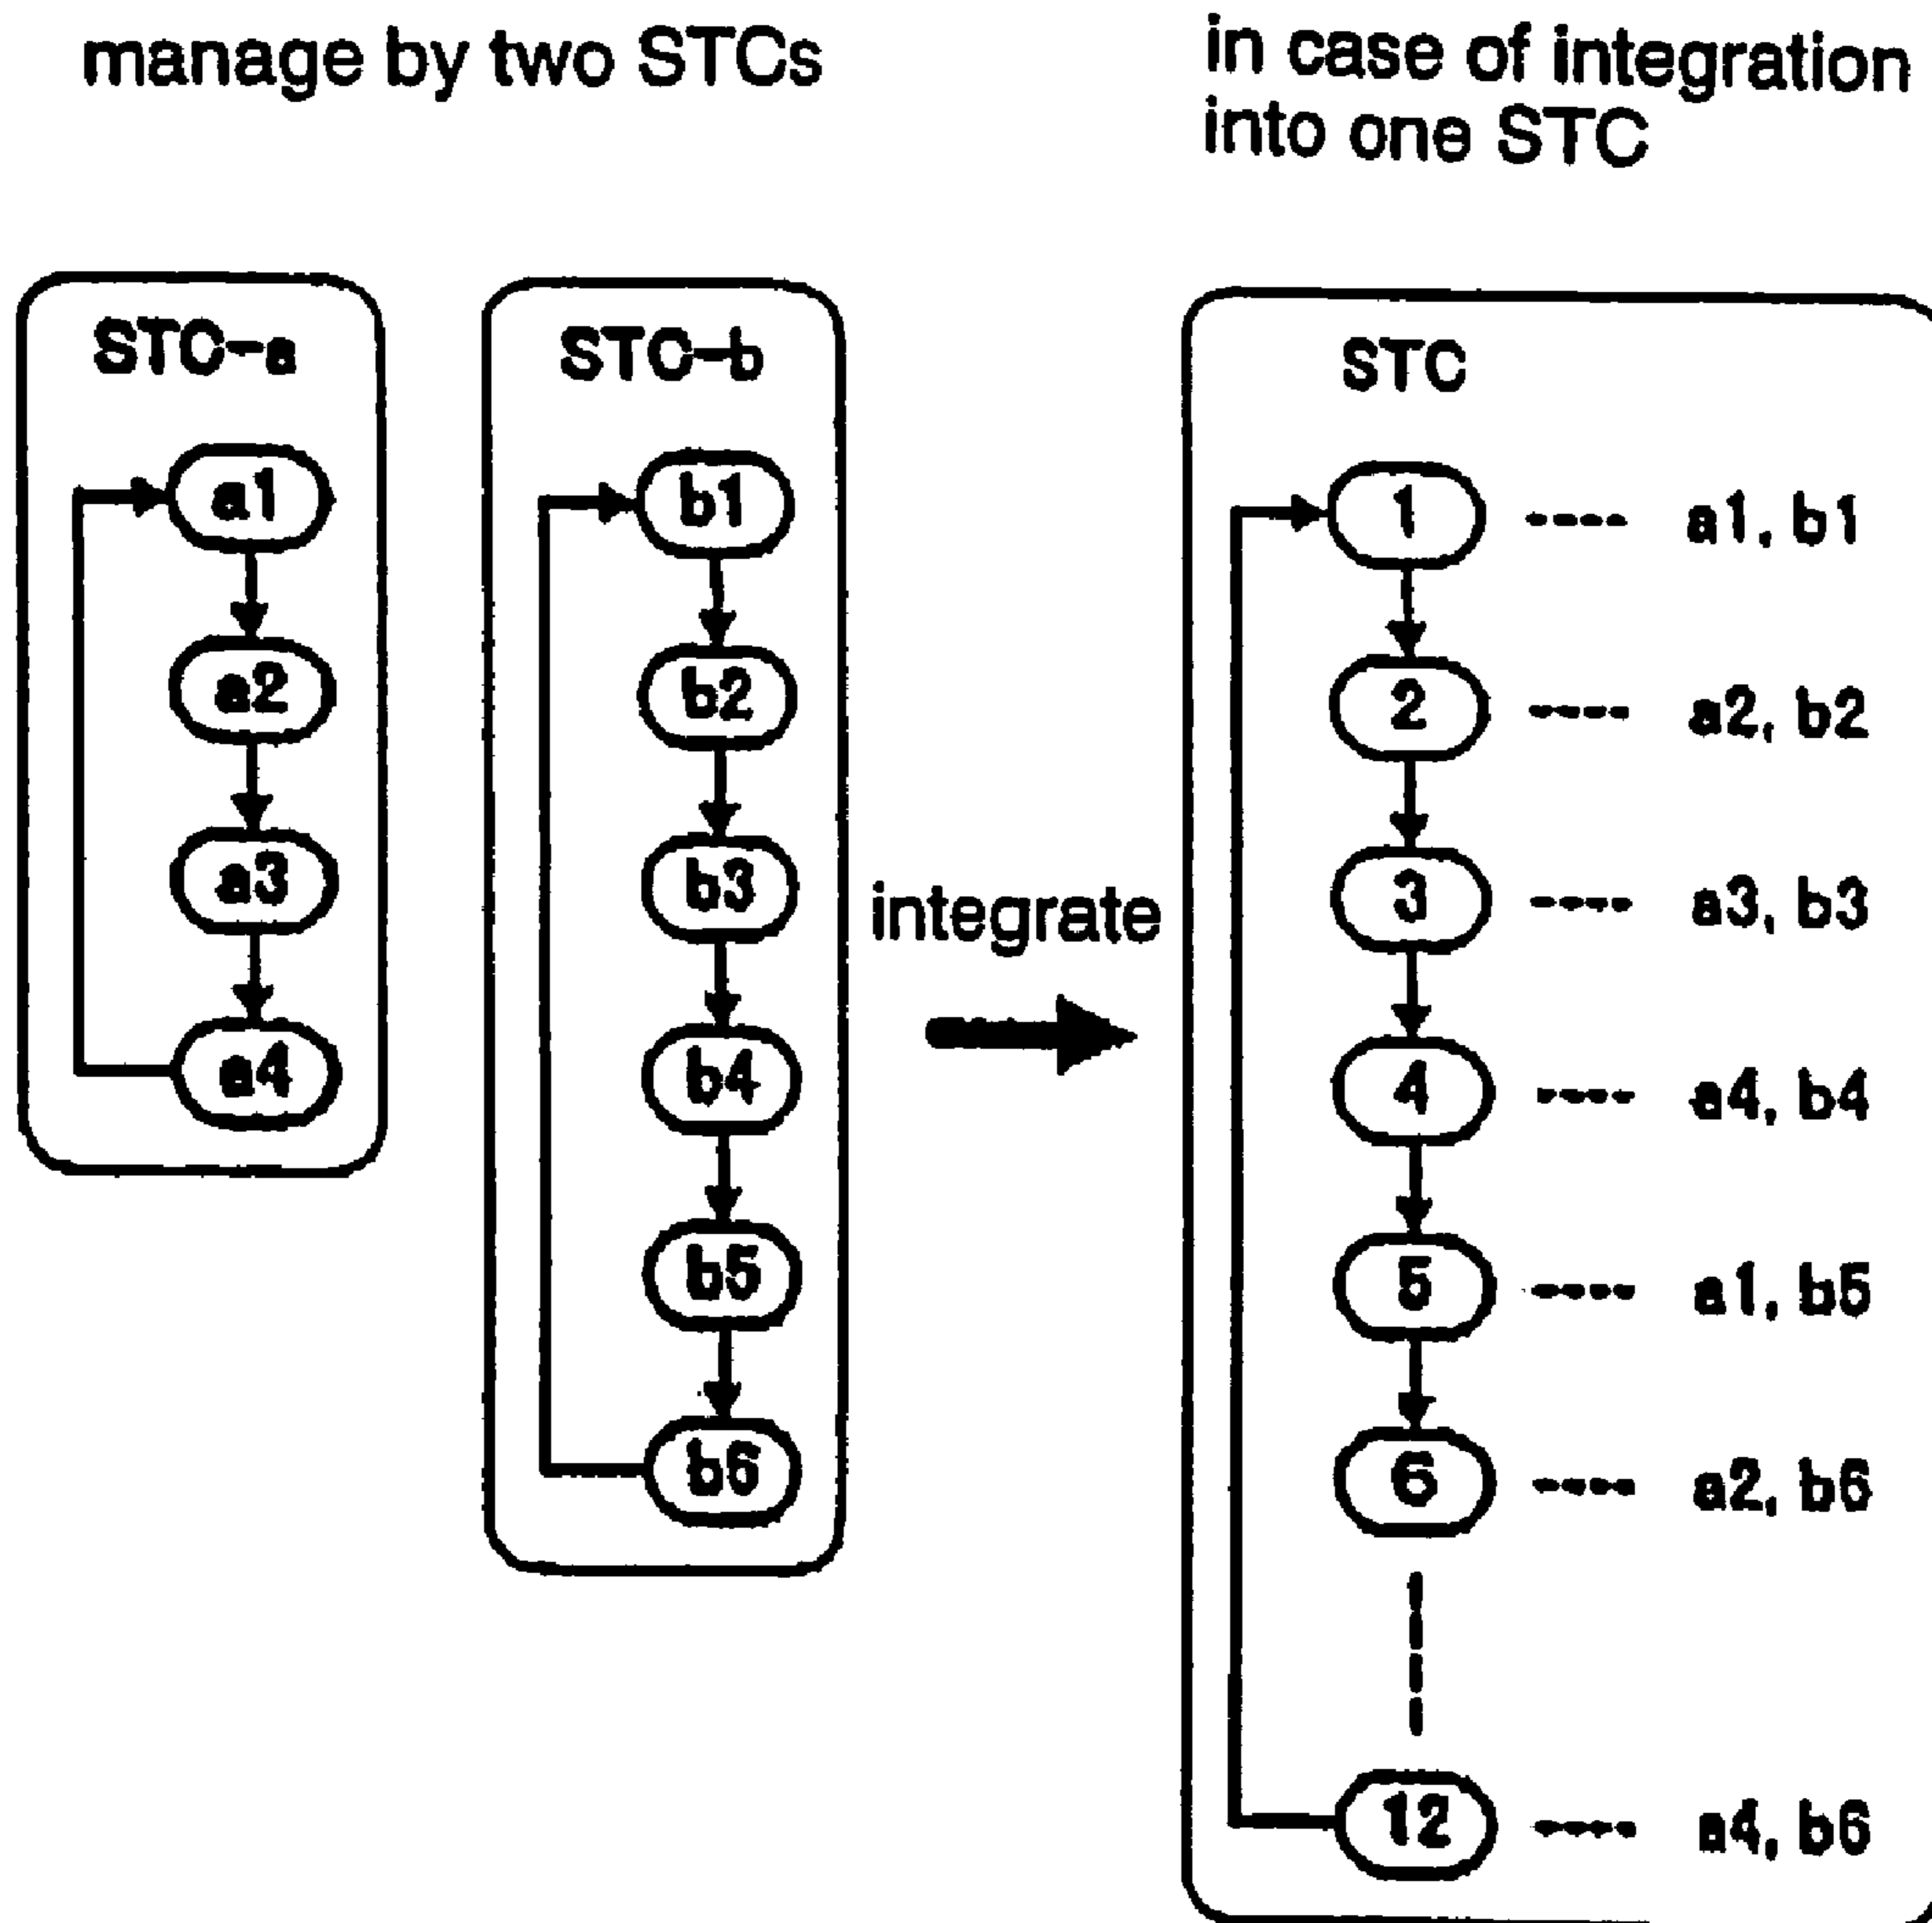 manage by two STCs
in case of integration
into one STC
STC-a
a1
a2
a3
a4
STC-b
b1
b2
b3
b4
b5
b6
integrate
STC
1 ---- a1, b1
2 ---- a2, b2
3 ---- a3, b3
4 ---- a4, b4
5 ---- a1, b5
6 ---- a2, b6
12 ---- a4, b6